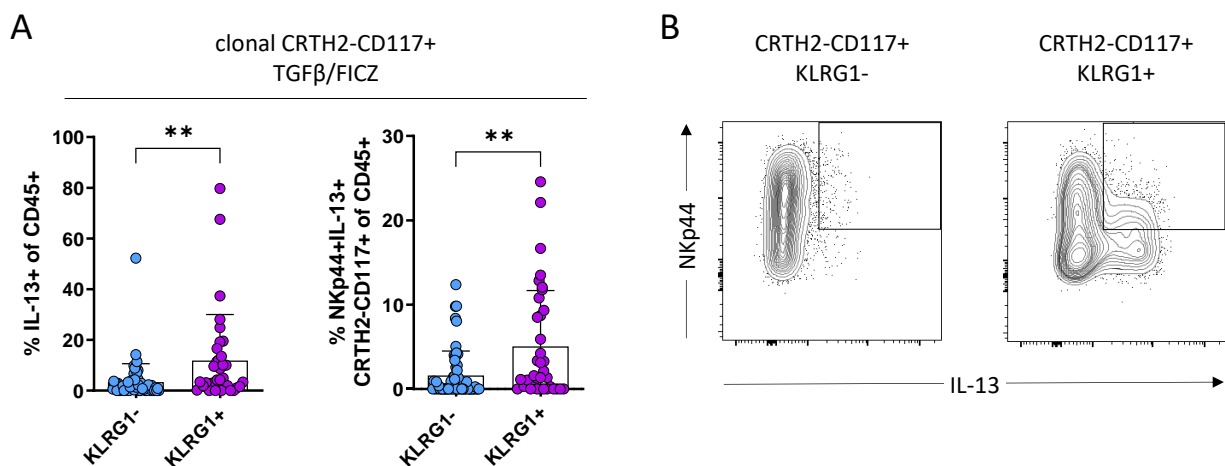 A
clonal CRTH2-CD117+
TGFβ/FICZ
% IL-13+ of CD45+
100
80
60
40
20
0
**
KLRG1-
KLRG1+
% NKp44+IL-13+
CRTH2-CD117+ of CD45+
30
20
10
0
**
KLRG1-
KLRG1+
B
CRTH2-CD117+
KLRG1-
CRTH2-CD117+
KLRG1+
NKp44
IL-13